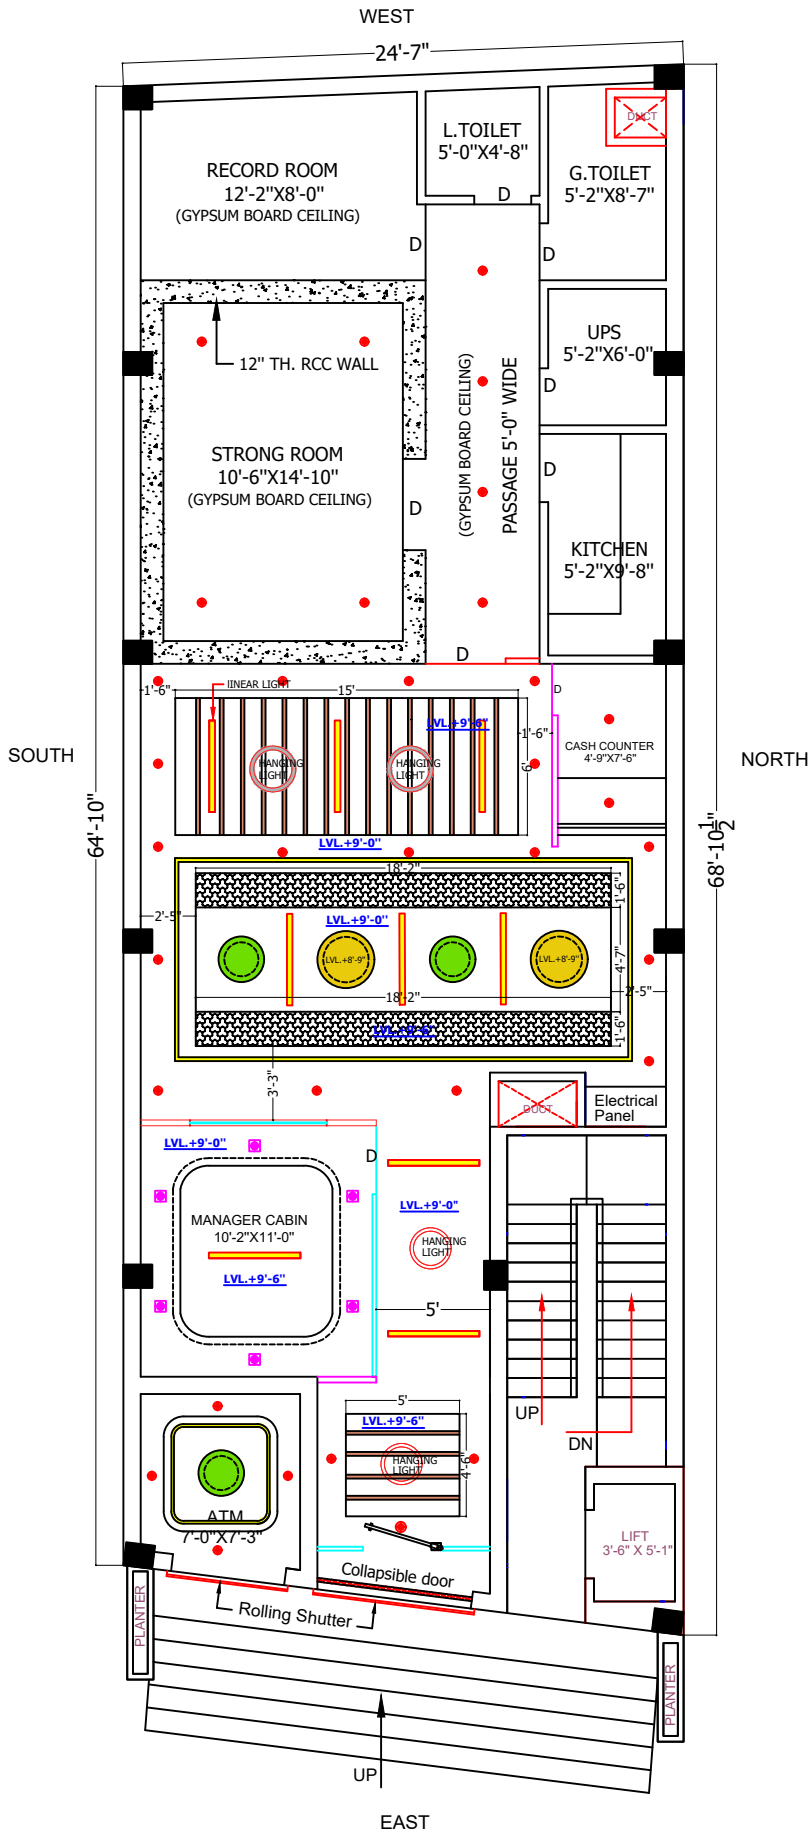 WEST
24'-7"
DUCT
L.TOILET
5'-0"X4'-8"
RECORD ROOM
12'-2"X8'-0"
(GYPSUM BOARD CEILING)
G.TOILET
5'-2"X8'-7"
D
D
D
UPS
5'-2"X6'-0"
12" TH. RCC WALL
D
(GYPSUM BOARD CEILING)
PASSAGE 5'-0" WIDE
STRONG ROOM
10'-6"X14'-10"
(GYPSUM BOARD CEILING)
D
D
KITCHEN
5'-2"X9'-8"
D
lINEAR LIGHT
1'-6"
15'
D
LVL.+9'-6"
1'-6"
6'
CASH COUNTER
4'-9"X7'-6"
SOUTH
NORTH
HANGING
LIGHT
HANGING
LIGHT
64'-10"
68'-10 1/2"
LVL.+9'-0"
18'-2"
1'-6"
2'-5"
LVL.+9'-0"
LVL.+8'-9"
LVL.+8'-9"
4'-7"
18'-2"
2'-5"
LVL.+8'-6"
1'-6"
3'-3"
DUCT
Electrical
Panel
LVL.+9'-0"
D
MANAGER CABIN
10'-2"X11'-0"
LVL.+9'-6"
LVL.+9'-0"
HANGING
LIGHT
5'
5'
LVL.+9'-6"
HANGING
LIGHT
4'-6"
UP
DN
ATM
7'-0"X7'-3"
LIFT
3'-6" X 5'-1"
Collapsible door
Rolling Shutter
PLANTER
PLANTER
UP
EAST